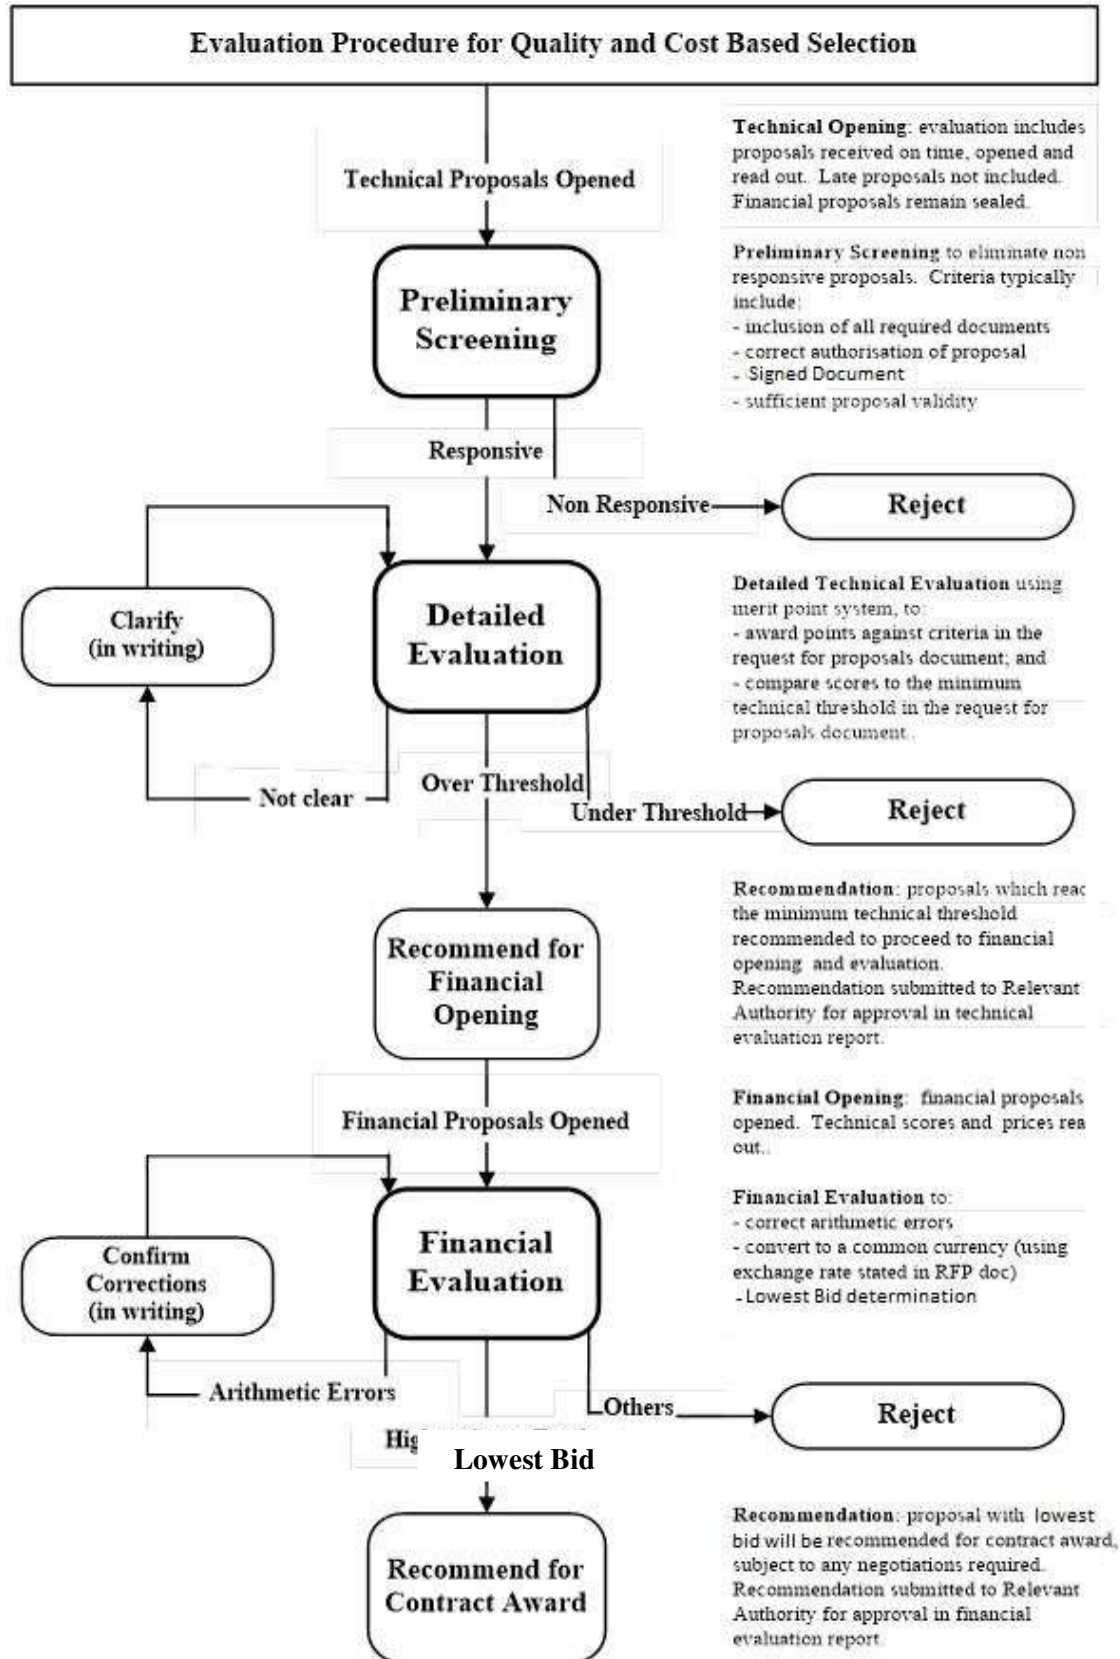 Evaluation Procedure for Quality and Cost Based Selection
Technical Proposals Opened
Technical Opening: evaluation includes
proposals received on time, opened and
read out. Late proposals not included.
Financial proposals remain sealed.
Preliminary
Screening
Preliminary Screening to eliminate non
responsive proposals. Criteria typically
include:
- inclusion of all required documents
- correct authorisation of proposal
- Signed Document
- sufficient proposal validity
Responsive
Non Responsive
Reject
Clarify
(in writing)
Detailed
Evaluation
Detailed Technical Evaluation using
merit point system, to:
- award points against criteria in the
request for proposals document; and
- compare scores to the minimum
technical threshold in the request for
proposals document..
Not clear
Over Threshold
Under Threshold
Reject
Recommend for
Financial
Opening
Recommendation: proposals which reac
the minimum technical threshold
recommended to proceed to financial
opening and evaluation.
Recommendation submitted to Relevant
Authority for approval in technical
evaluation report.
Financial Proposals Opened
Financial Opening: financial proposals
opened. Technical scores and prices rea
out..
Confirm
Corrections
(in writing)
Financial
Evaluation
Financial Evaluation to:
- correct arithmetic errors
- convert to a common currency (using
exchange rate stated in RFP doc)
- Lowest Bid determination
Arithmetic Errors
Others
Reject
Lowest Bid
Recommend for
Contract Award
Recommendation: proposal with lowest
bid will be recommended for contract award,
subject to any negotiations required.
Recommendation submitted to Relevant
Authority for approval in financial
evaluation report.